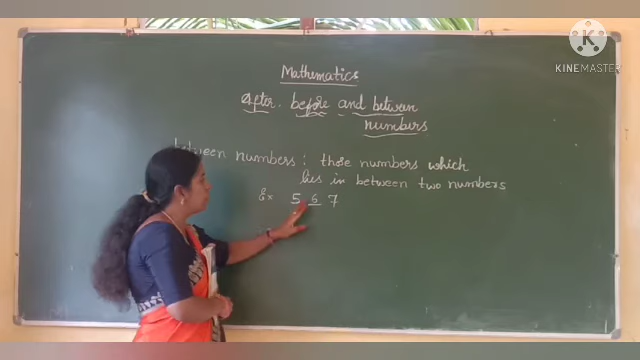 Mathematics
After. before and between
numbers
between numbers : those numbers which
lies in between two numbers
Ex 5 6 7
K
KINEMASTER